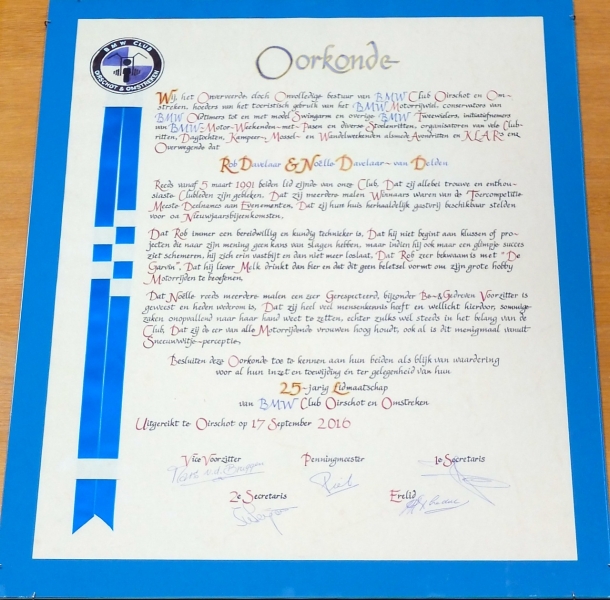 BMW CLUB
OIRSCHOT & OMSTREKEN
Oorkonde
Wij, het Onvervaerde, doch Onvolledige bestuur van BMW Club Oirschot en Om-
streken, hoeders van het toeristisch gebruik van het BMW Motorrijwiel, conservators van
BMW Oldtimers tot en met model Swingarm en overige BMW Tweewielers, initiatiefnemers
van BMW-Motor-Weekenden-met-Pasen en diverse Sterrenritten, organisatoren van vele Club-
ritten, Dagtochten, Kampeer-, Mossel- en Wandelweekenden alsmede Avondritten en K.L.A.R.'s enz.
Overwegende dat
Rob Davelaar & Noëlle Davelaar-van Delden
Reeds vanaf 5 maart 1991 beiden lid zijnde van onze Club, Dat zij allebei trouwe en enthou-
siaste Clubleden zijn gebleken, Dat zij meerdere malen Winnaars waren van de Toercompetitie
Meeste Deelnames aan Evenementen, Dat zij hun huis herhaaldelijk gastvrij beschikbaar stelden
voor oa Nieuwjaarsbijeenkomsten,
Dat Rob immer een bereidwillig en kundig technieker is, Dat hij niet begint aan klussen of pro-
jecten die naar zijn mening geen kans van slagen hebben, maar indien hij ook maar een glimpje succes
ziet schemeren, hij zich erin vastbijt en dan niet meer loslaat, Dat Rob zeer bekwaam is met "De
Garvin", Dat hij liever Melk drinkt dan bier en dat dit geen beletsel vormt om zijn grote hobby
Motorrijden te beoefenen,
Dat Noëlle reeds meerdere malen een zeer Gerespecteerd, bijzonder Be-&Gedreven Voorzitter is
geweest en heden wederom is, Dat zij heel veel mensenkennis heeft en wellicht hierdoor, sommige
zaken onopvallend naar haar hand weet te zetten, echter zulks wel steeds in het belang van de
Club, Dat zij de eer van alle Motorrijdende vrouwen hoog houdt, ook al is dit menigmaal vanuit
Sneeuwwitje-perceptie,
Besluiten deze Oorkonde toe te kennen aan hun beiden als blijk van waardering
voor al hun inzet en toewijding en ter gelegenheid van hun
25-jarig Lidmaatschap
van BMW Club Oirschot en Omstreken
Uitgereikt te Oirschot op 17 September 2016
Vice Voorzitter Penningmeester 1e Secretaris
2e Secretaris Erelid